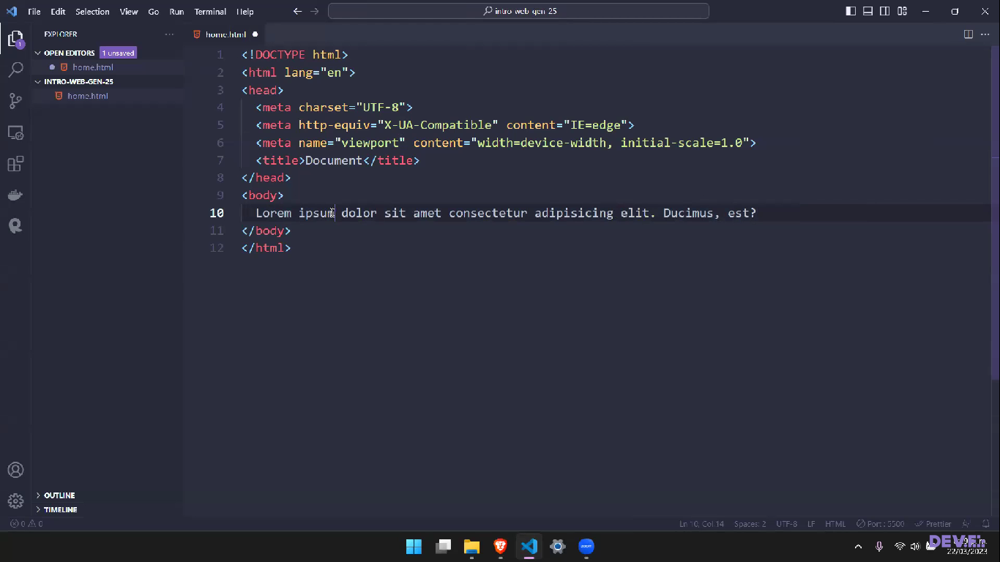 File Edit Selection View Go Run Terminal Help
intro-web-gen-25
EXPLORER
OPEN EDITORS 1 unsaved
home.html
INTRO-WEB-GEN-25
home.html
OUTLINE
TIMELINE
home.html
1 <!DOCTYPE html>
2 <html lang="en">
3 <head>
4 <meta charset="UTF-8">
5 <meta http-equiv="X-UA-Compatible" content="IE=edge">
6 <meta name="viewport" content="width=device-width, initial-scale=1.0">
7 <title>Document</title>
8 </head>
9 <body>
10 Lorem ipsum dolor sit amet consectetur adipisicing elit. Ducimus, est?
11 </body>
12 </html>
0 0 Ln 10, Col 14 Spaces: 2 UTF-8 LF HTML Port : 5500 Prettier
zoom
22/03/2023